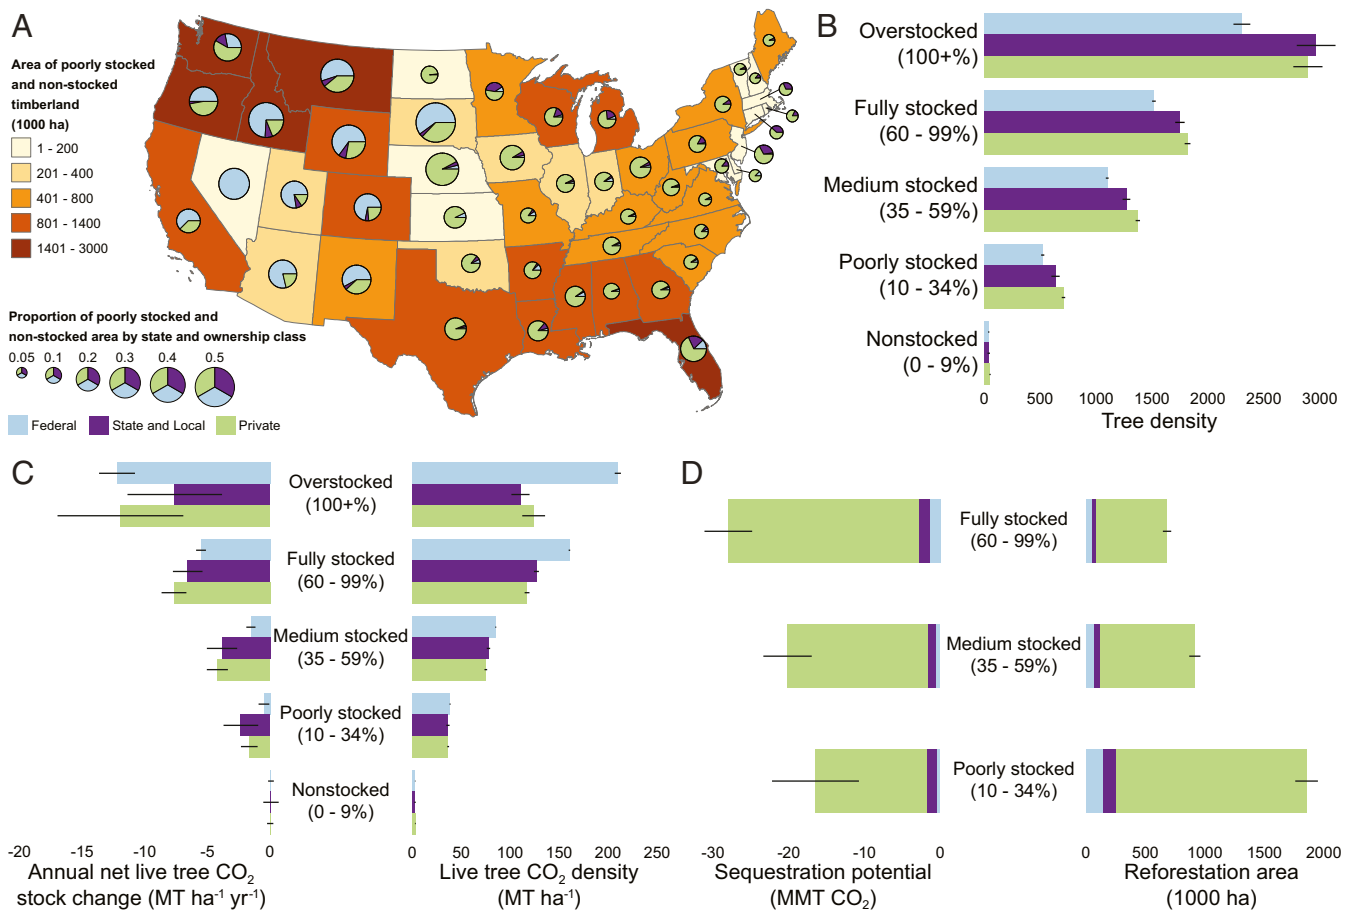 A
Area of poorly stocked
and non-stocked
timberland
(1000 ha)
1 - 200
201 - 400
401 - 800
801 - 1400
1401 - 3000
Proportion of poorly stocked and
non-stocked area by state and ownership class
0.05 0.1 0.2 0.3 0.4 0.5
Federal State and Local Private
B
Overstocked
(100+%)
Fully stocked
(60 - 99%)
Medium stocked
(35 - 59%)
Poorly stocked
(10 - 34%)
Nonstocked
(0 - 9%)
0 500 1000 1500 2000 2500 3000
Tree density
C
Overstocked
(100+%)
Fully stocked
(60 - 99%)
Medium stocked
(35 - 59%)
Poorly stocked
(10 - 34%)
Nonstocked
(0 - 9%)
-20 -15 -10 -5 0
Annual net live tree CO₂
stock change (MT ha⁻¹ yr⁻¹)
0 50 100 150 200 250
Live tree CO₂ density
(MT ha⁻¹)
D
Fully stocked
(60 - 99%)
Medium stocked
(35 - 59%)
Poorly stocked
(10 - 34%)
-30 -20 -10 0
Sequestration potential
(MMT CO₂)
0 500 1000 1500 2000
Reforestation area
(1000 ha)